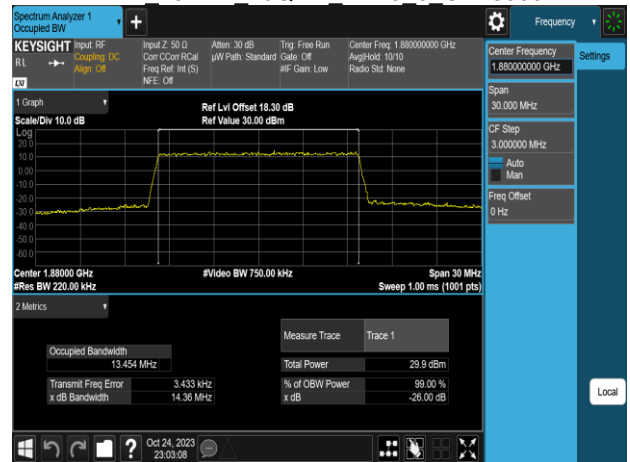 Spectrum Analyzer 1
Occupied BW
Frequency
KEYSIGHT
RL
LXI
Input: RF
Coupling: DC
Align: Off
Input Z: 50 Ω
Corr CCorr RCal
Freq Ref: Int (S)
NFE: Off
Atten: 30 dB
µW Path: Standard
Trig: Free Run
Gate: Off
#IF Gain: Low
Center Freq: 1.880000000 GHz
Avg|Hold: 10/10
Radio Std: None
Center Frequency
1.880000000 GHz
Settings
Span
30.000 MHz
CF Step
3.000000 MHz
Auto
Man
Freq Offset
0 Hz
Local
1 Graph
Scale/Div 10.0 dB
Ref Lvl Offset 18.30 dB
Ref Value 30.00 dBm
Log
20.0
10.0
0.00
-10.0
-20.0
-30.0
-40.0
-50.0
-60.0
Center 1.88000 GHz
#Res BW 220.00 kHz
#Video BW 750.00 kHz
Span 30 MHz
Sweep 1.00 ms (1001 pts)
2 Metrics
Measure Trace Trace 1
Occupied Bandwidth
13.454 MHz
Total Power 29.9 dBm
Transmit Freq Error 3.433 kHz
% of OBW Power 99.00 %
x dB Bandwidth 14.36 MHz
x dB -26.00 dB
?
Oct 24, 2023
23:03:08